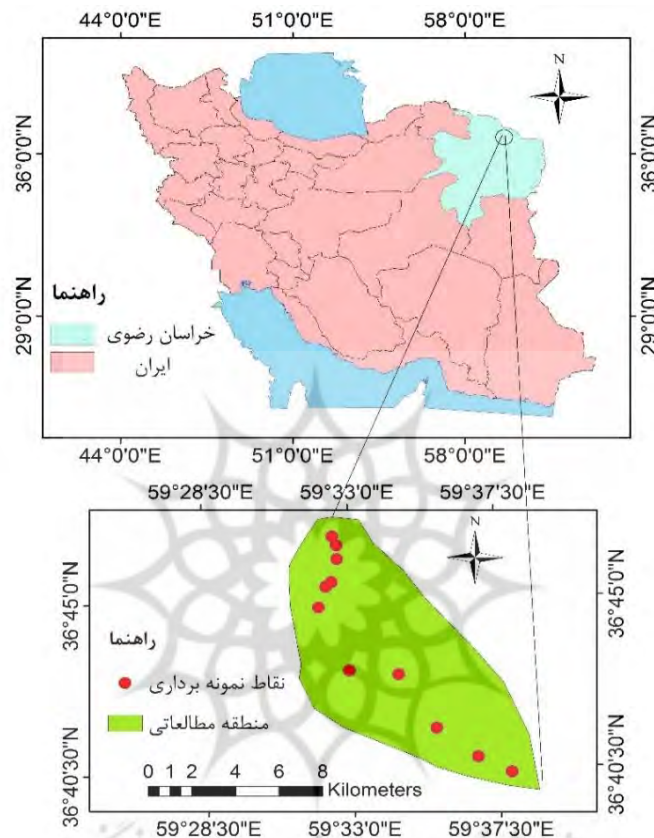 44°0'0"E 51°0'0"E 58°0'0"E
N
36°0'0"N
36°0'0"N
29°0'0"N
29°0'0"N
راهنما
خراسان رضوی
ایران
44°0'0"E 51°0'0"E 58°0'0"E
59°28'30"E 59°33'0"E 59°37'30"E
N
36°45'0"N
36°45'0"N
راهنما
نقاط نمونه برداری
منطقه مطالعاتی
36°40'30"N
36°40'30"N
0 1 2 4 6 8
Kilometers
59°28'30"E 59°33'0"E 59°37'30"E